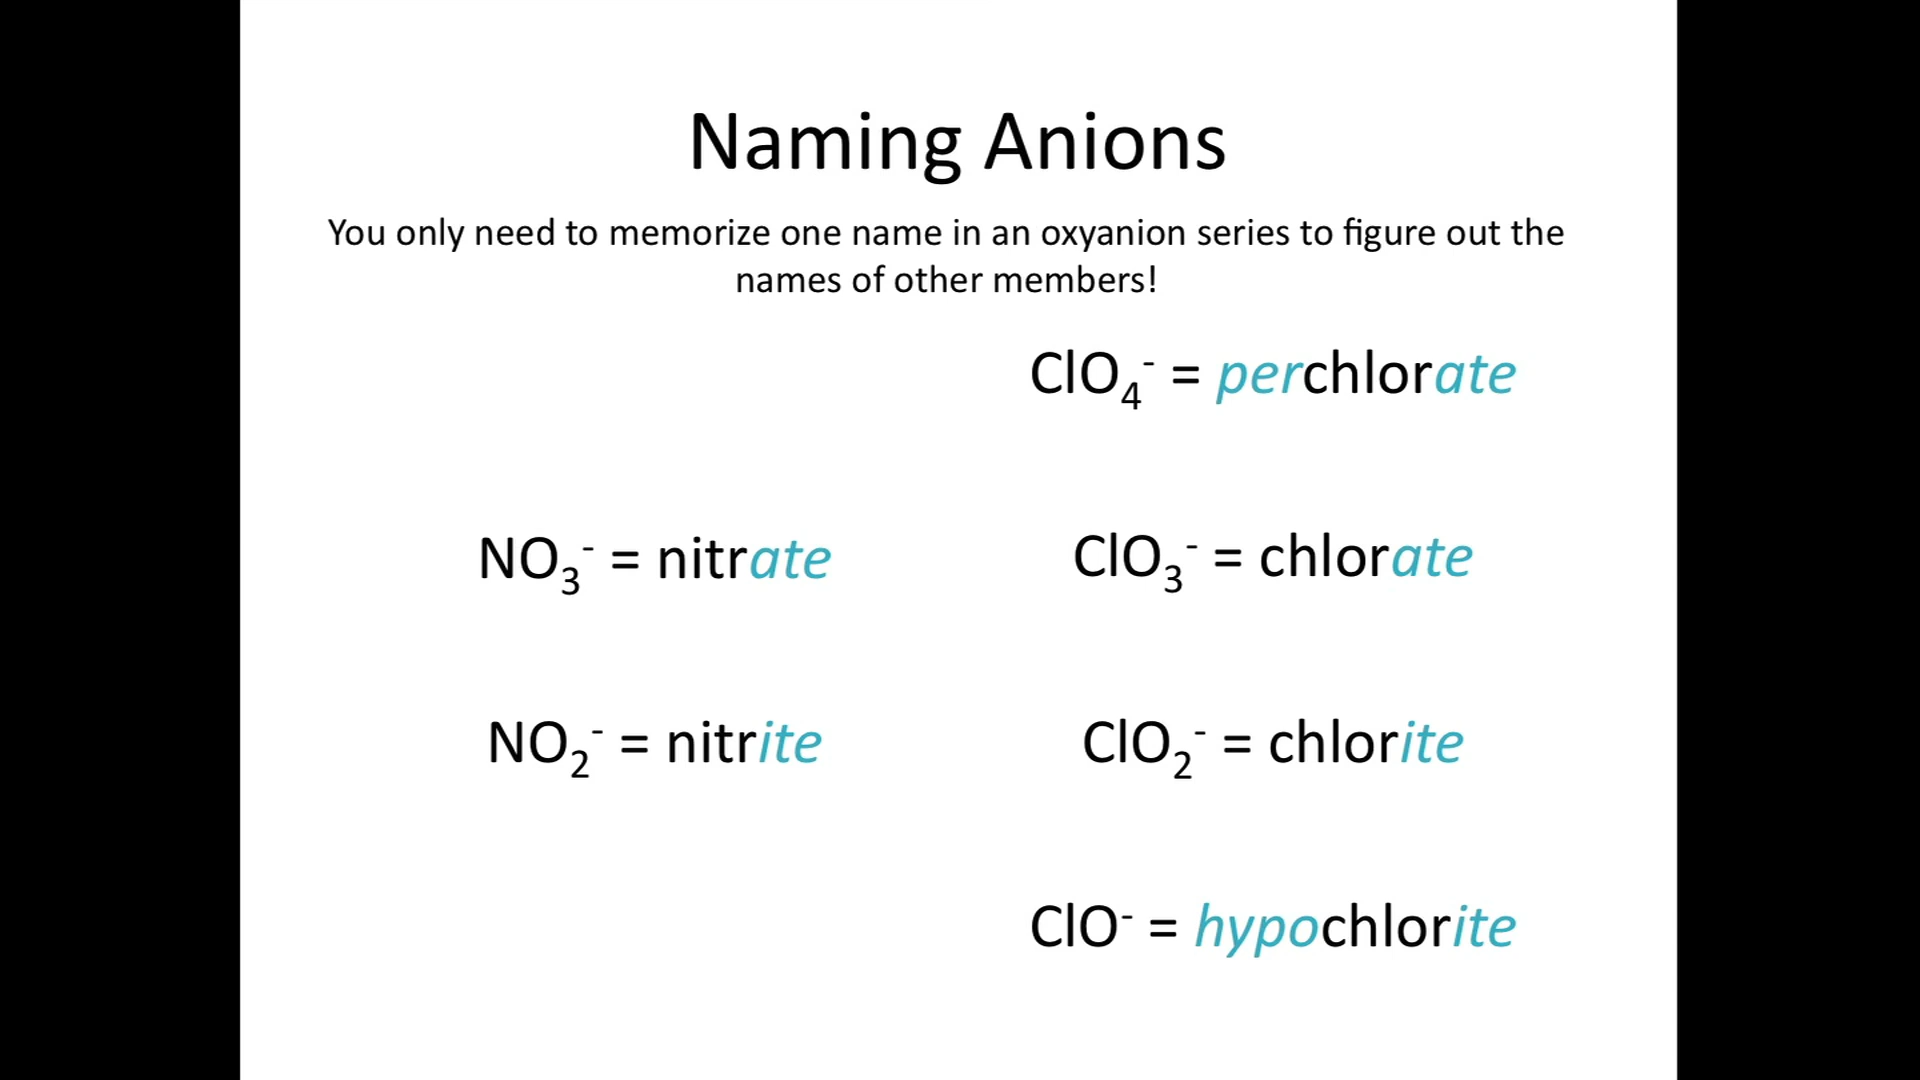 Naming Anions
You only need to memorize one name in an oxyanion series to figure out the
names of other members!
ClO₄⁻ = perchlorate
NO₃⁻ = nitrate
ClO₃⁻ = chlorate
NO₂⁻ = nitrite
ClO₂⁻ = chlorite
ClO⁻ = hypochlorite